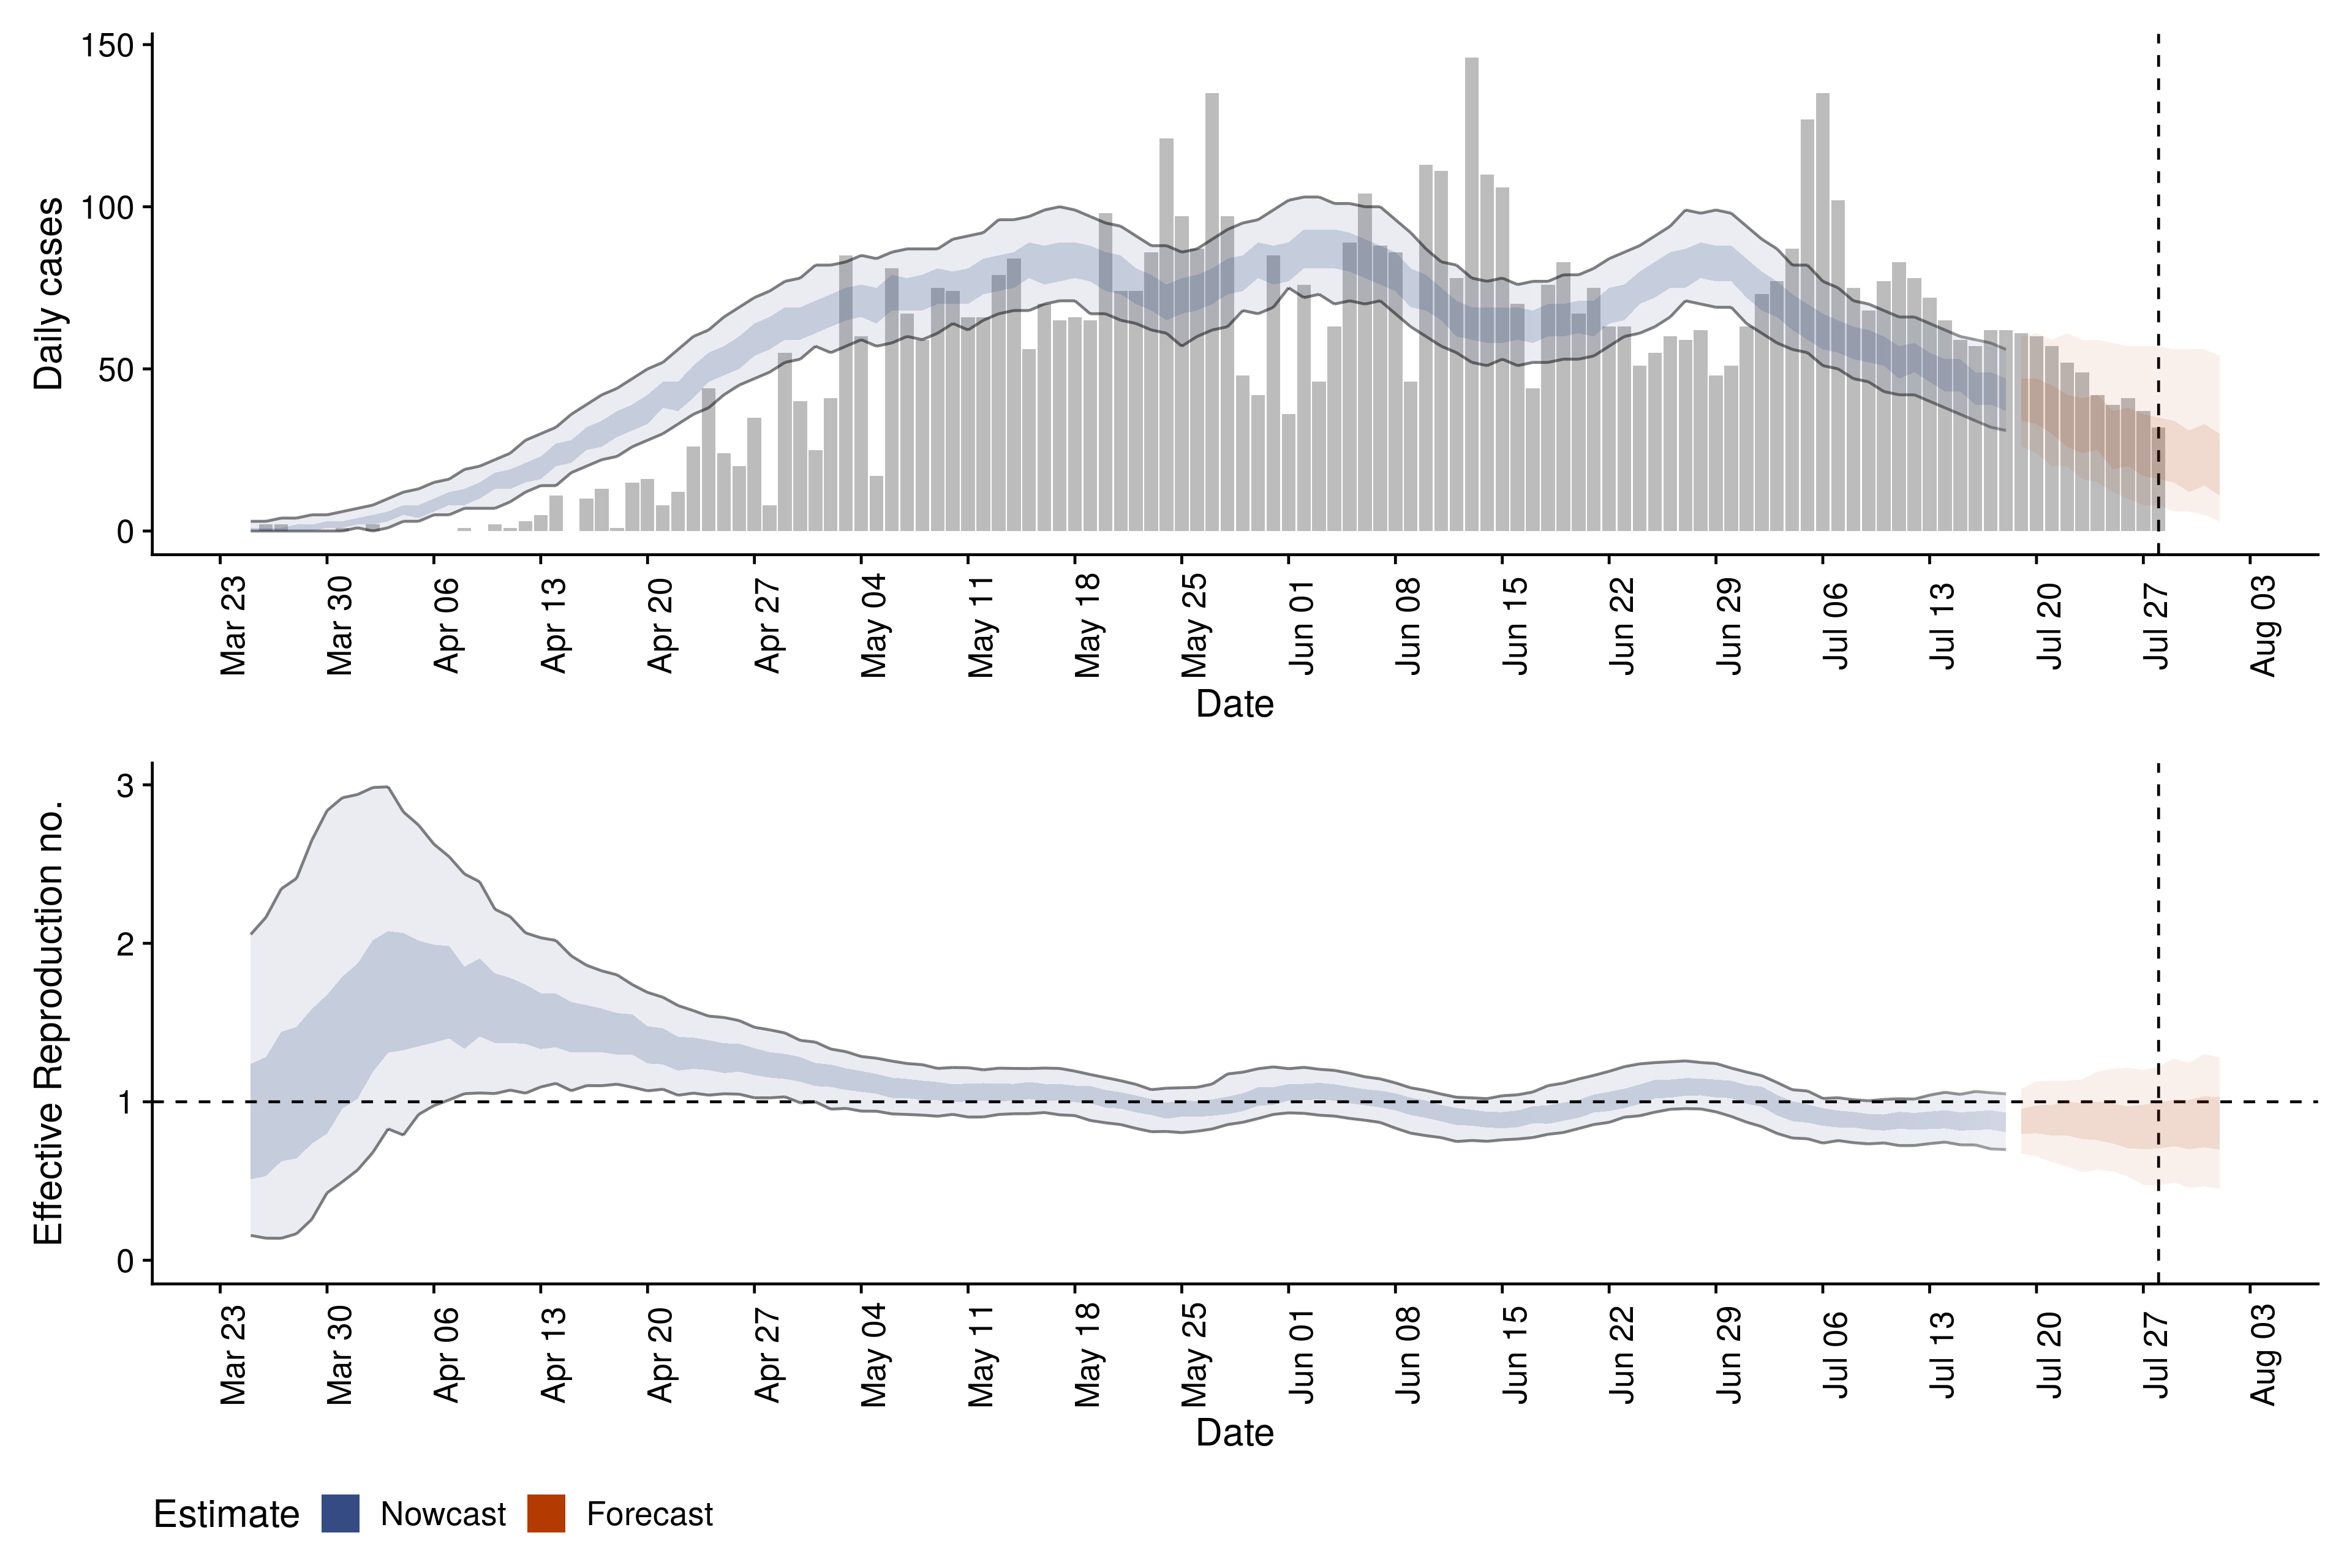 Daily cases
150
100
50
0
Mar 23
Mar 30
Apr 06
Apr 13
Apr 20
Apr 27
May 04
May 11
May 18
May 25
Jun 01
Jun 08
Jun 15
Jun 22
Jun 29
Jul 06
Jul 13
Jul 20
Jul 27
Aug 03
Date
Effective Reproduction no.
3
2
1
0
Mar 23
Mar 30
Apr 06
Apr 13
Apr 20
Apr 27
May 04
May 11
May 18
May 25
Jun 01
Jun 08
Jun 15
Jun 22
Jun 29
Jul 06
Jul 13
Jul 20
Jul 27
Aug 03
Date
Estimate Nowcast Forecast